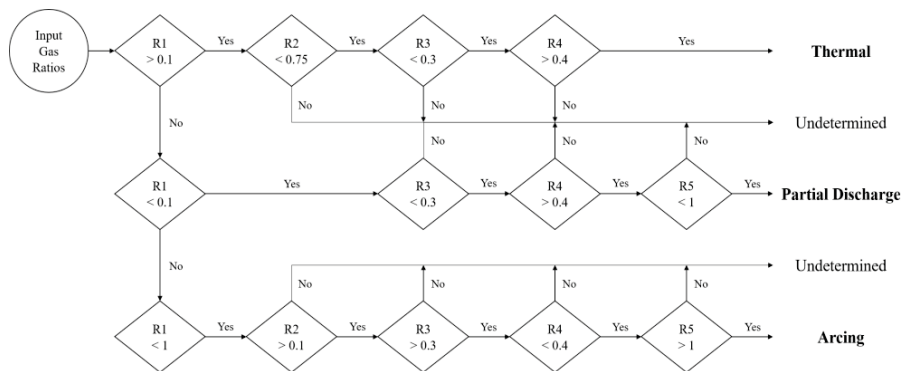 Input
Gas
Ratios
R1
> 0.1
Yes
R2
< 0.75
Yes
R3
< 0.3
Yes
R4
> 0.4
Yes
Thermal
No
No
No
No
Undetermined
No
No
No
R1
< 0.1
Yes
R3
< 0.3
Yes
R4
> 0.4
Yes
R5
< 1
Yes
Partial Discharge
No
Undetermined
No
No
No
No
R1
< 1
Yes
R2
> 0.1
Yes
R3
> 0.3
Yes
R4
< 0.4
Yes
R5
> 1
Yes
Arcing